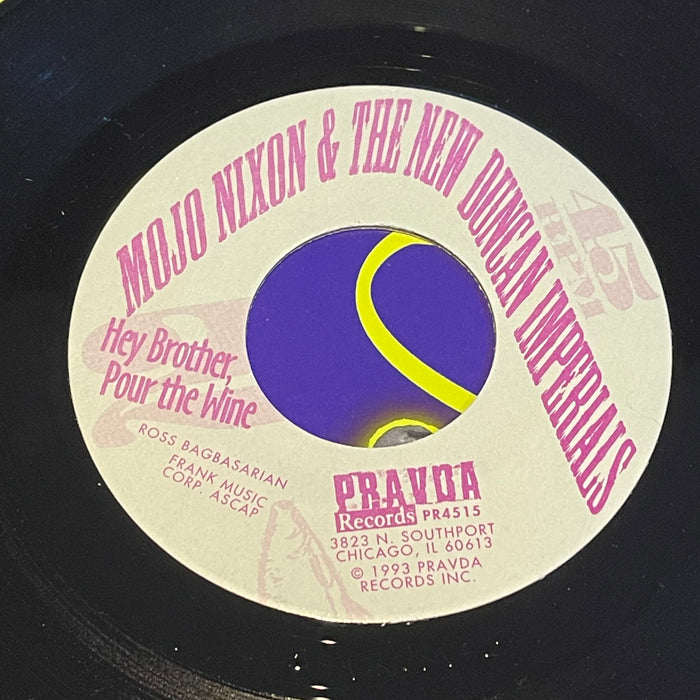 MOJO NIXON & THE NEW DUNCAN IMPERIALS
45
RPM
Hey Brother,
Pour the Wine
ROSS BAGBASARIAN
FRANK MUSIC
CORP. ASCAP
PRAVDA
Records PR4515
3823 N. SOUTHPORT
CHICAGO, IL 60613
© 1993 PRAVDA
RECORDS INC.